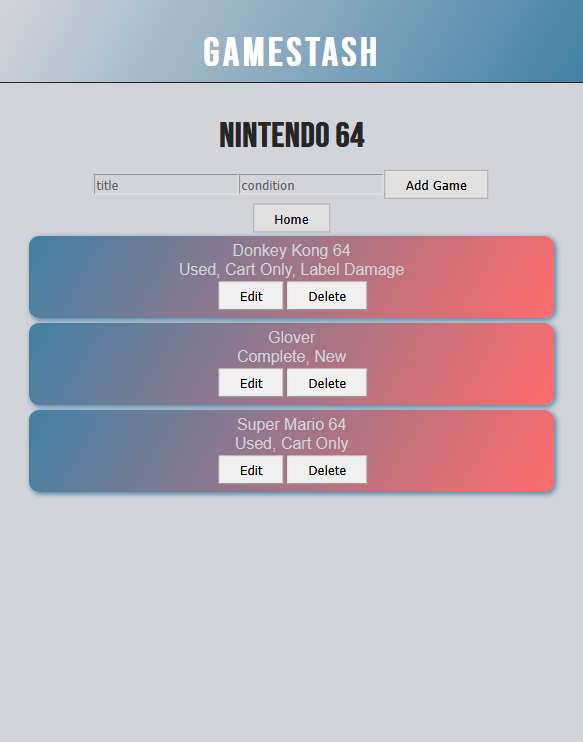 GAMESTASH
NINTENDO 64
title condition Add Game
Home
Donkey Kong 64
Used, Cart Only, Label Damage
Edit Delete
Glover
Complete, New
Edit Delete
Super Mario 64
Used, Cart Only
Edit Delete